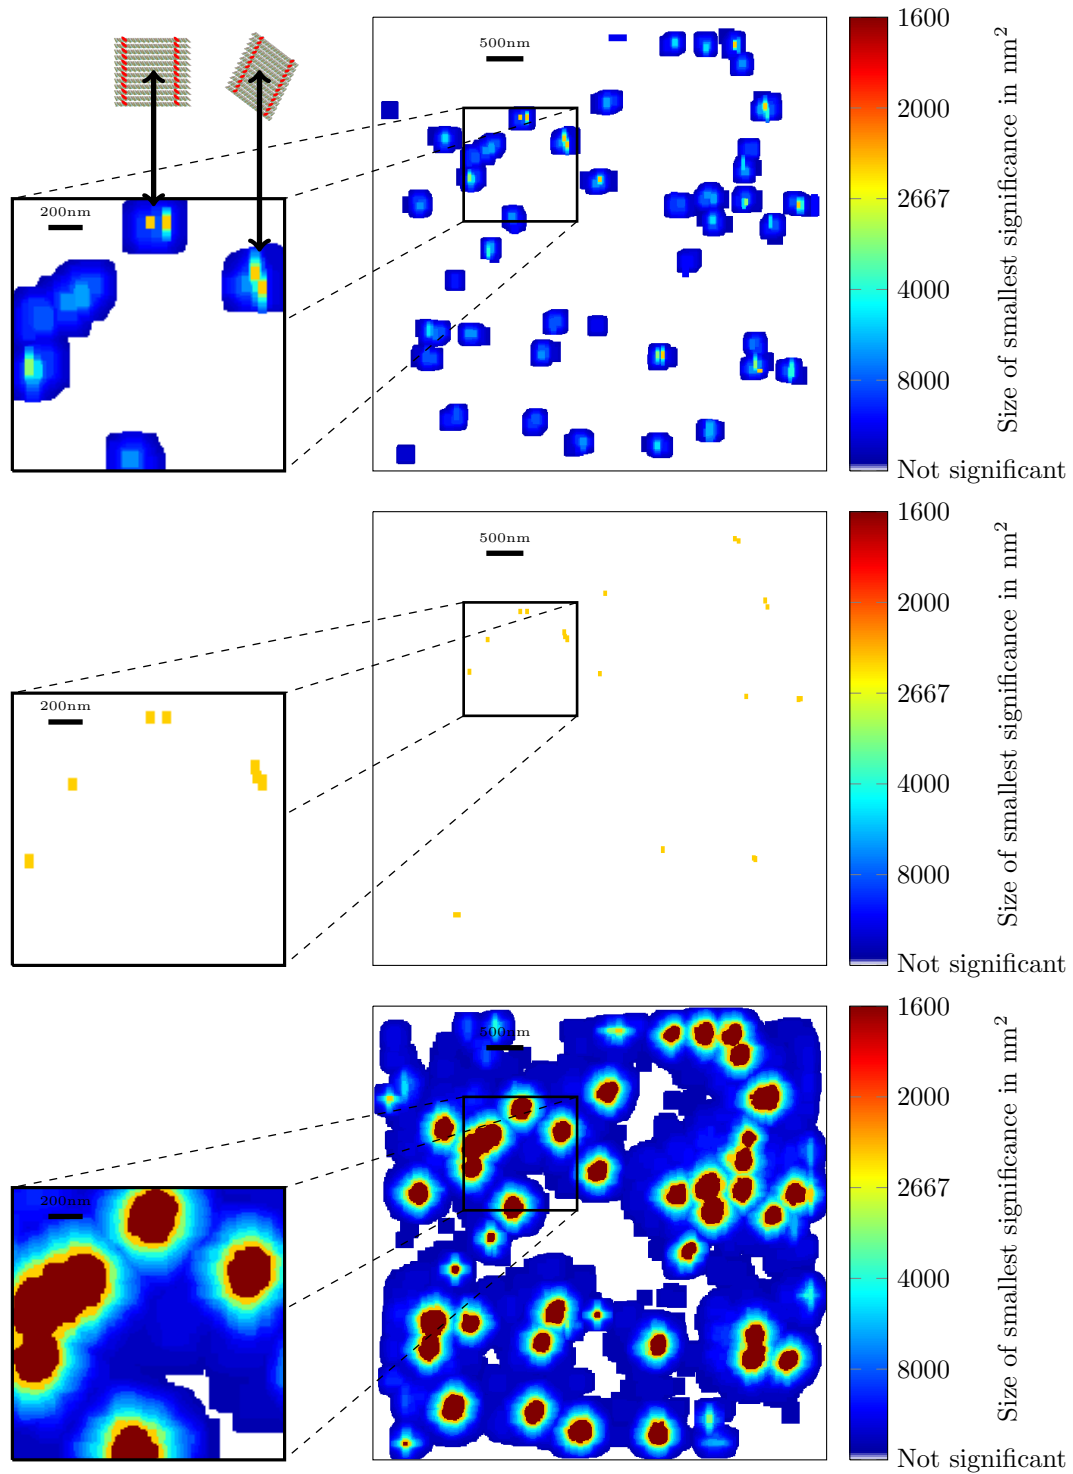 500nm
200nm
1600
2000
2667
4000
8000
Not significant
Size of smallest significance in nm²
500nm
200nm
1600
2000
2667
4000
8000
Not significant
Size of smallest significance in nm²
500nm
200nm
1600
2000
2667
4000
8000
Not significant
Size of smallest significance in nm²